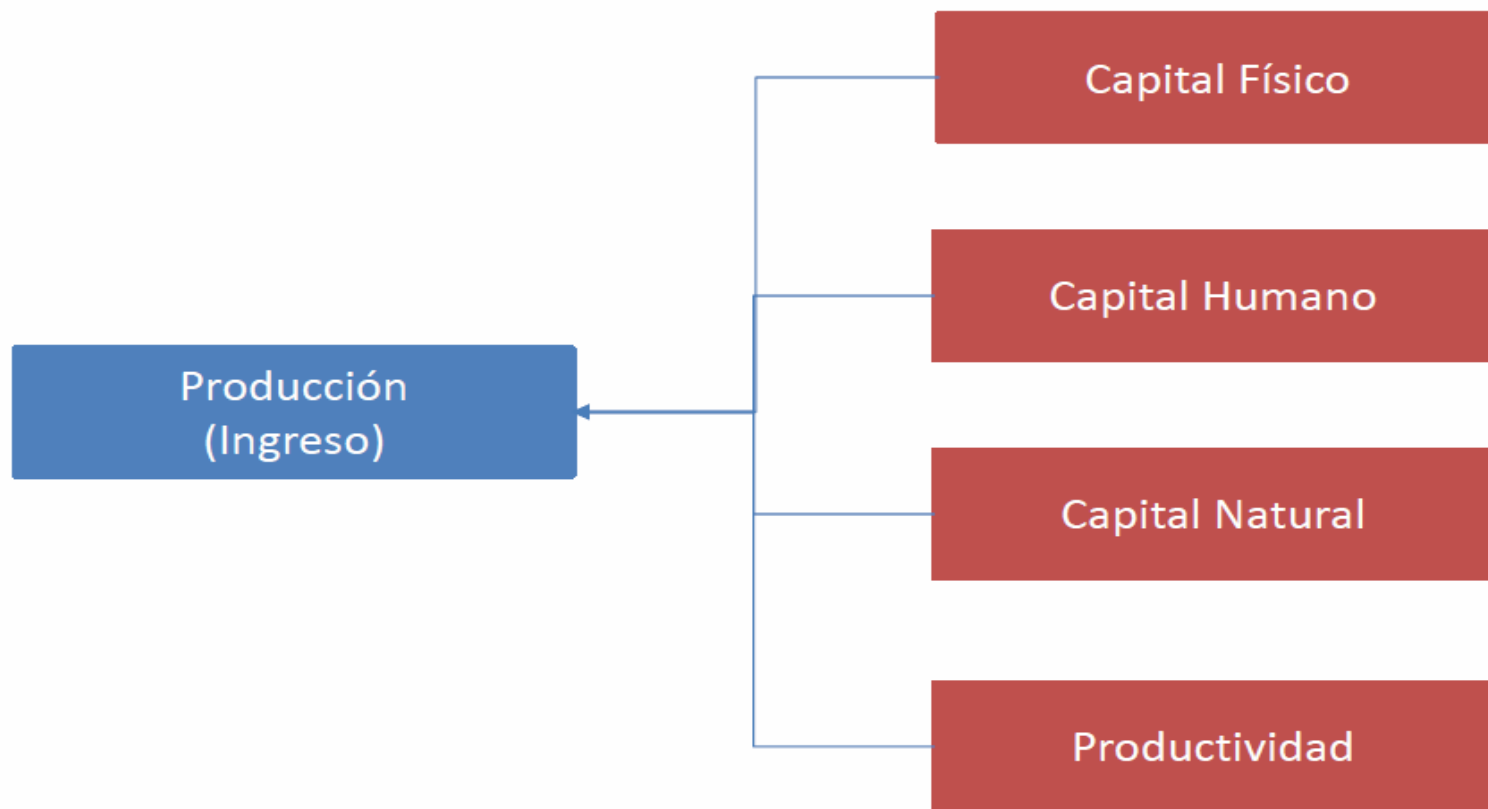 Capital Físico
Capital Humano
Producción
(Ingreso)
Capital Natural
Productividad